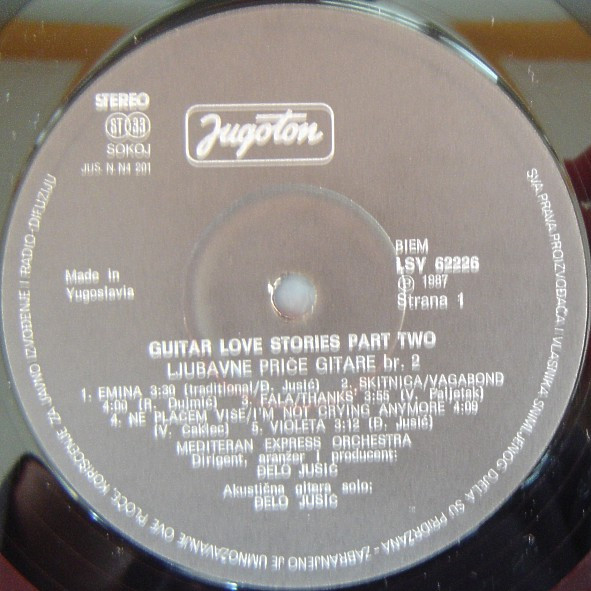 STEREO
ST 33
SOKOJ
JUS. N. N4 201
Jugoton
BIEM
LSY 62226
Ⓟ 1987
Strana 1
Made in
Yugoslavia
GUITAR LOVE STORIES PART TWO
LJUBAVNE PRIČE GITARE br. 2
1. EMINA 3:30 (traditional/Đ. Jusić) 2. SKITNICA/VAGABOND
4:00 (R. Dujmić) 3. FALA/THANKS 3:55 (V. Paljetak)
4. NE PLAČEM VIŠE/I'M NOT CRYING ANYMORE 4:09
(V. Čaklec) 5. VIOLETA 3:12 (Đ. Jusić)
MEDITERAN EXPRESS ORCHESTRA
Dirigent, aranžer i producent:
ĐELO JUSIĆ
Akustična gitara solo:
ĐELO JUSIĆ
SVA PRAVA PROIZVOĐAČA I VLASNIKA SNIMLJENOG DIJELA SU PRIDRŽANA - ZABRANJENO JE UMNOŽAVANJE OVE PLOČE, KORIŠĆENJE ZA JAVNO IZVOĐENJE I RADIO-DIFUZIJU